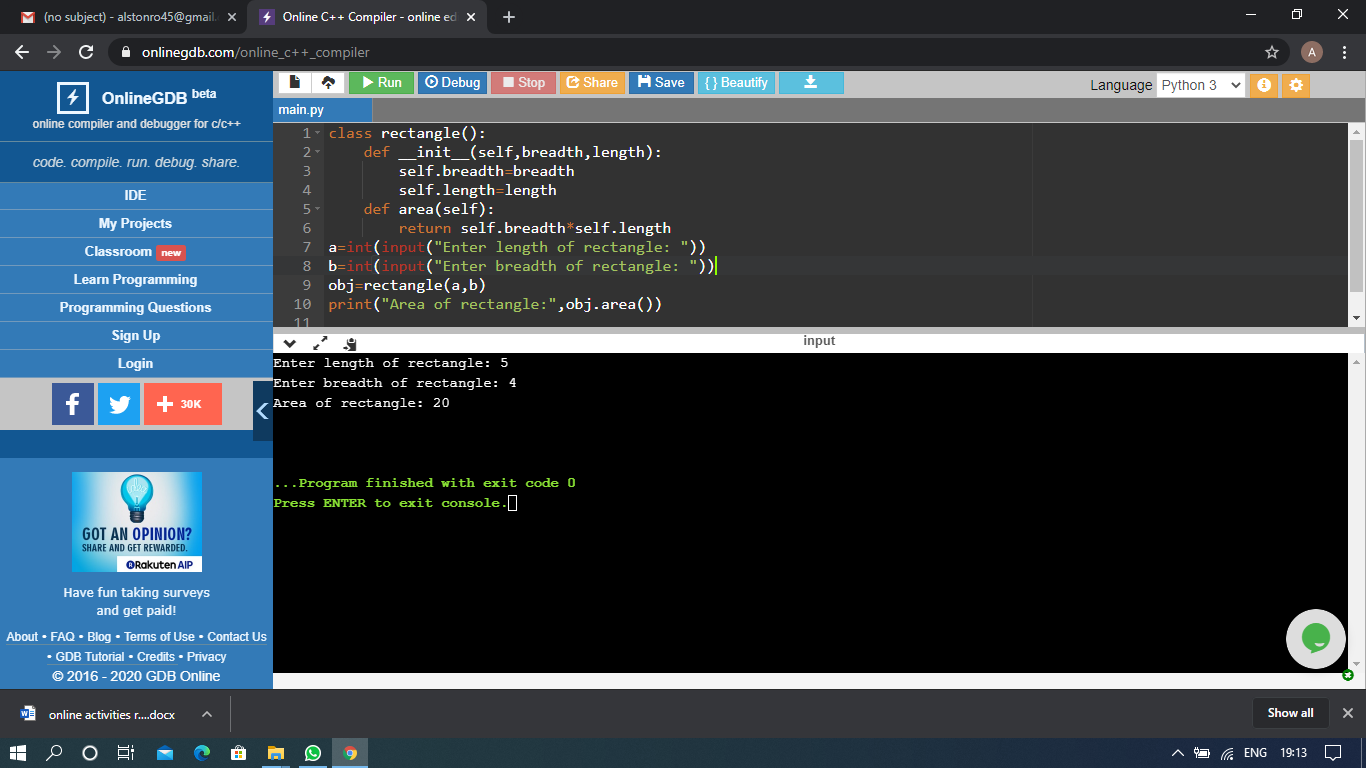 (no subject) - alstonro45@gmail.
Online C++ Compiler - online ed
onlinegdb.com/online_c++_compiler
A
OnlineGDB beta
online compiler and debugger for c/c++
code. compile. run. debug. share.
IDE
My Projects
Classroom new
Learn Programming
Programming Questions
Sign Up
Login
f
+ 30K
GOT AN OPINION?
SHARE AND GET REWARDED.
Rakuten AIP
Have fun taking surveys
and get paid!
About • FAQ • Blog • Terms of Use • Contact Us
• GDB Tutorial • Credits • Privacy
© 2016 - 2020 GDB Online
Run Debug Stop Share Save { } Beautify
Language Python 3
main.py
1 class rectangle():
2 def __init__(self,breadth,length):
3 self.breadth=breadth
4 self.length=length
5 def area(self):
6 return self.breadth*self.length
7 a=int(input("Enter length of rectangle: "))
8 b=int(input("Enter breadth of rectangle: "))
9 obj=rectangle(a,b)
10 print("Area of rectangle:",obj.area())
11
input
Enter length of rectangle: 5
Enter breadth of rectangle: 4
Area of rectangle: 20
...Program finished with exit code 0
Press ENTER to exit console.
online activities r....docx
Show all
ENG 19:13